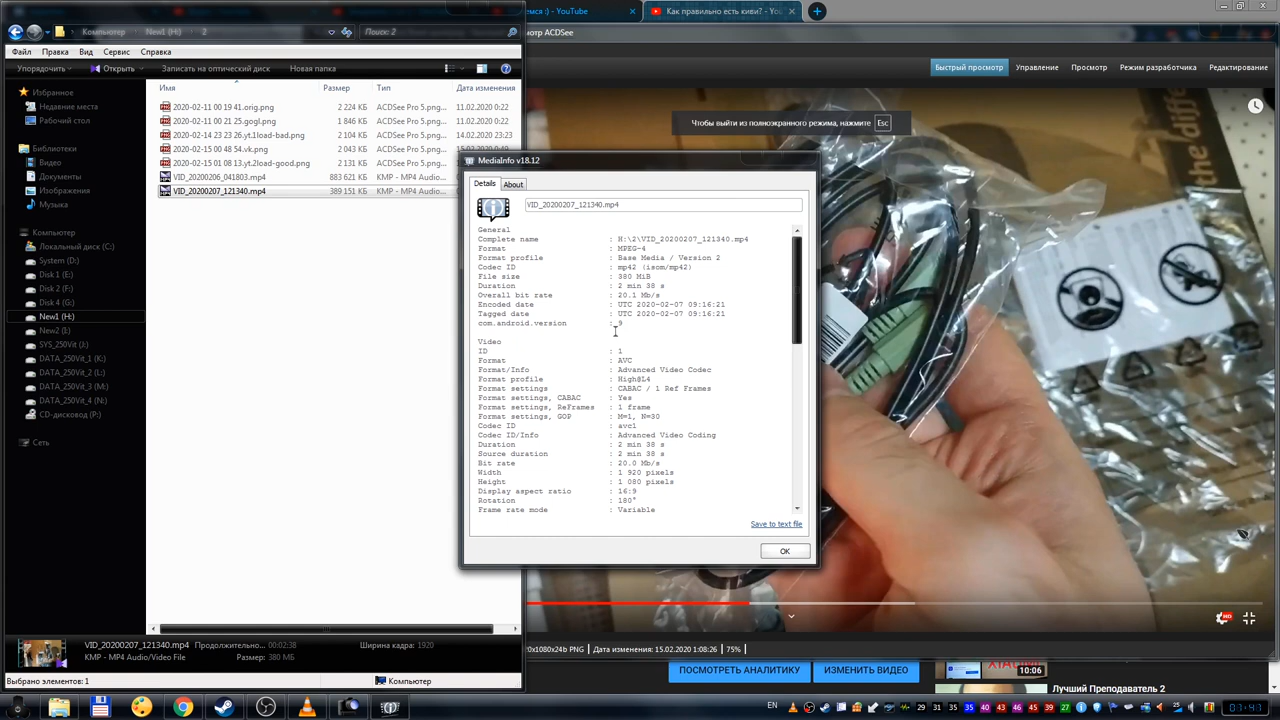 мся :) - YouTube
Как правильно есть киви? - You
Компьютер
New1 (H:)
2
Поиск: 2
мотр ACDSee
Файл Правка Вид Сервис Справка
Быстрый просмотр Управление Просмотр Режим разработчика Редактирование
Упорядочить Открыть Записать на оптический диск Новая папка
Имя Размер Тип Дата изменения
Избранное
Недавние места
Рабочий стол
Библиотеки
Видео
Документы
Изображения
Музыка
Компьютер
Локальный диск (C:)
System (D:)
Disk 1 (E:)
Disk 2 (F:)
Disk 4 (G:)
New1 (H:)
New2 (I:)
SYS_250Vit (J:)
DATA_250Vit_1 (K:)
DATA_250Vit_2 (L:)
DATA_250Vit_3 (M:)
DATA_250Vit_4 (N:)
CD-дисковод (P:)
Сеть
2020-02-11 00 19 41.orig.png 2 224 КБ ACDSee Pro 5.png... 11.02.2020 0:22
2020-02-11 00 21 25.gogl.png 1 846 КБ ACDSee Pro 5.png... 11.02.2020 0:22
2020-02-14 23 23 26.yt.1load-bad.png 2 104 КБ ACDSee Pro 5.png... 14.02.2020 23:23
2020-02-15 00 48 54.vk.png 2 043 КБ ACDSee Pro 5.png...
2020-02-15 01 08 13.yt.2load-good.png 2 131 КБ ACDSee Pro 5.png...
VID_20200206_041803.mp4 883 621 КБ KMP - MP4 Audio...
VID_20200207_121340.mp4 389 151 КБ KMP - MP4 Audio...
Чтобы выйти из полноэкранного режима, нажмите Esc
MediaInfo v18.12
Details About
VID_20200207_121340.mp4
General
Complete name : H:\2\VID_20200207_121340.mp4
Format : MPEG-4
Format profile : Base Media / Version 2
Codec ID : mp42 (isom/mp42)
File size : 380 MiB
Duration : 2 min 38 s
Overall bit rate : 20.1 Mb/s
Encoded date : UTC 2020-02-07 09:16:21
Tagged date : UTC 2020-02-07 09:16:21
com.android.version : 9
Video
ID : 1
Format : AVC
Format/Info : Advanced Video Codec
Format profile : High@L4
Format settings : CABAC / 1 Ref Frames
Format settings, CABAC : Yes
Format settings, ReFrames : 1 frame
Format settings, GOP : M=1, N=30
Codec ID : avc1
Codec ID/Info : Advanced Video Coding
Duration : 2 min 38 s
Source duration : 2 min 38 s
Bit rate : 20.0 Mb/s
Width : 1 920 pixels
Height : 1 080 pixels
Display aspect ratio : 16:9
Rotation : 180°
Frame rate mode : Variable
Save to text file
OK
VID_20200207_121340.mp4 Продолжительно... 00:02:38 Ширина кадра: 1920
KMP - MP4 Audio/Video File Размер: 380 МБ
Выбрано элементов: 1 Компьютер
HD
20x1080x24b PNG Дата изменения: 15.02.2020 1:08:26 75%
ПОСМОТРЕТЬ АНАЛИТИКУ ИЗМЕНИТЬ ВИДЕО
10:06
Лучший Преподаватель 2
EN 29 31 35 39 27